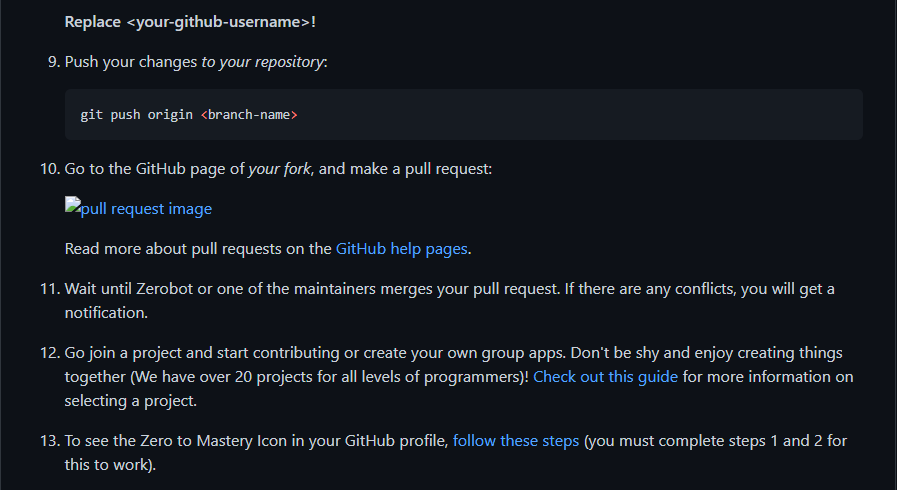 Replace <your-github-username>!
9. Push your changes to your repository:
git push origin <branch-name>
10. Go to the GitHub page of your fork, and make a pull request:
pull request image
Read more about pull requests on the GitHub help pages.
11. Wait until Zerobot or one of the maintainers merges your pull request. If there are any conflicts, you will get a
notification.
12. Go join a project and start contributing or create your own group apps. Don't be shy and enjoy creating things
together (We have over 20 projects for all levels of programmers)! Check out this guide for more information on
selecting a project.
13. To see the Zero to Mastery Icon in your GitHub profile, follow these steps (you must complete steps 1 and 2 for
this to work).